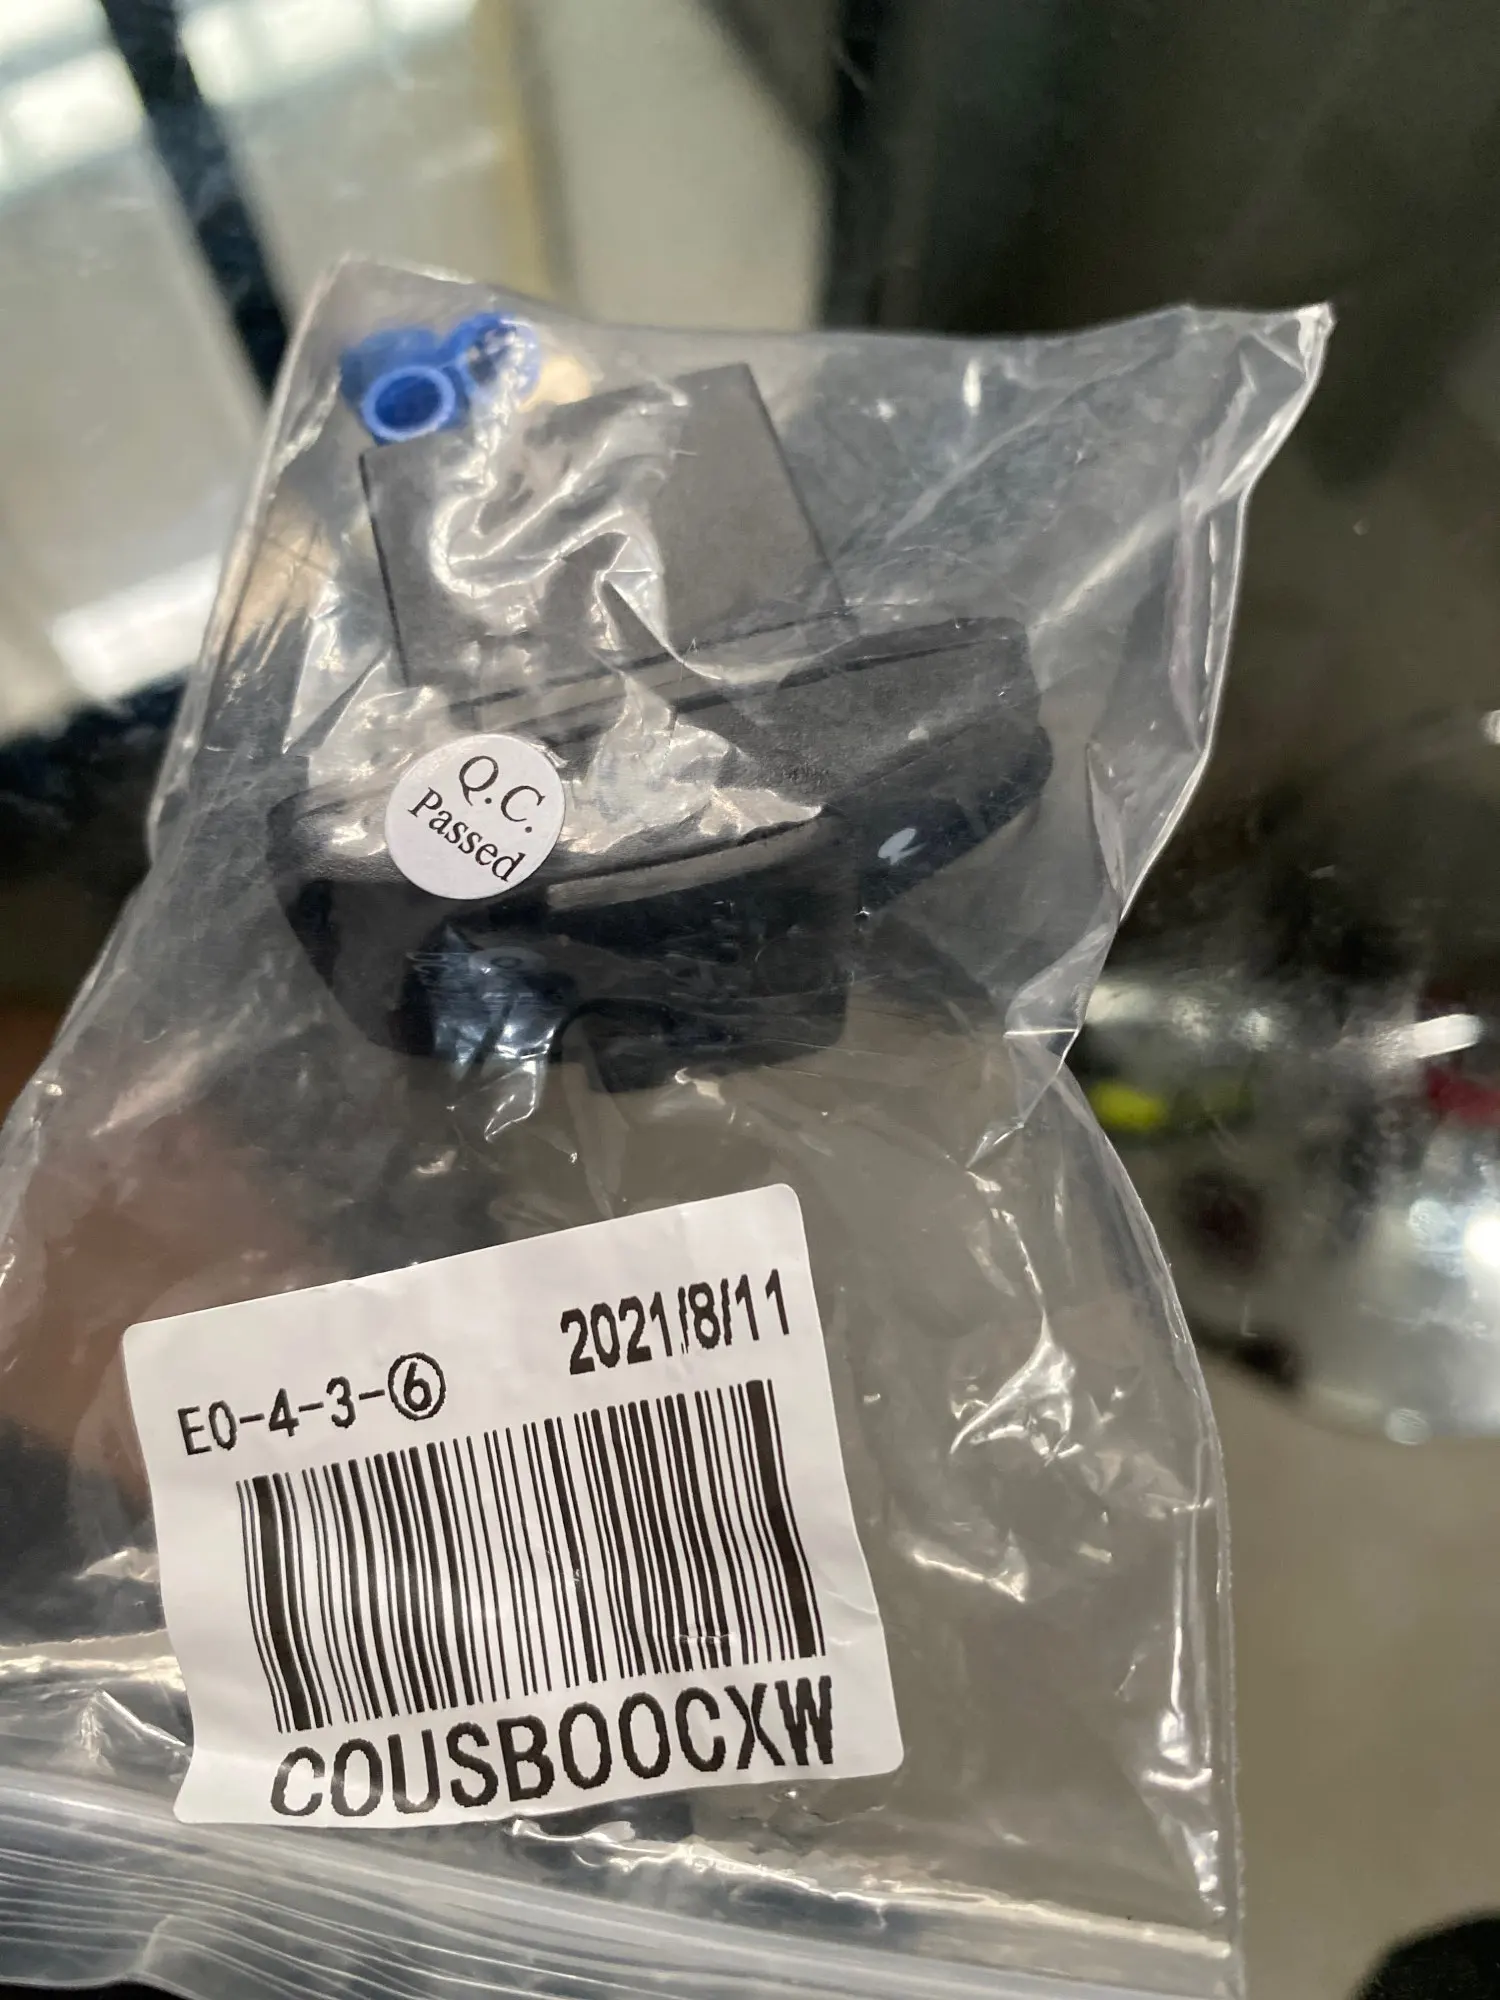 Q.C.
Passed
E0-4-3-⑥
2021/8/11
COUSBOOCXW